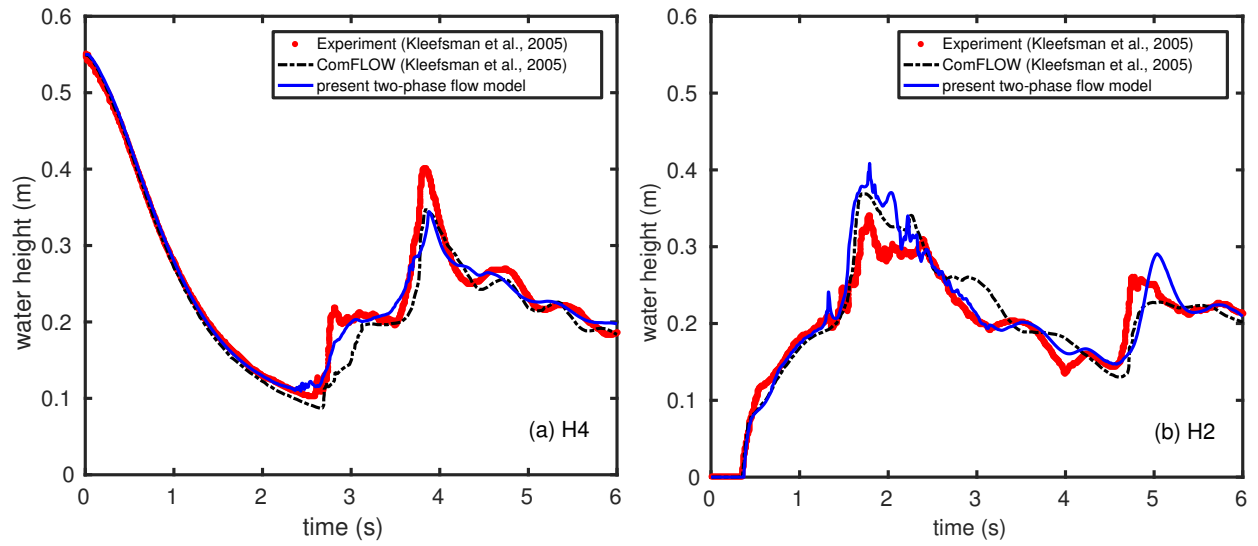 0.6
0.5
0.4
0.3
0.2
0.1
0
water height (m)
Experiment (Kleefsman et al., 2005)
ComFLOW (Kleefsman et al., 2005)
present two-phase flow model
(a) H4
0 1 2 3 4 5 6
time (s)
0.6
0.5
0.4
0.3
0.2
0.1
0
water height (m)
Experiment (Kleefsman et al., 2005)
ComFLOW (Kleefsman et al., 2005)
present two-phase flow model
(b) H2
0 1 2 3 4 5 6
time (s)